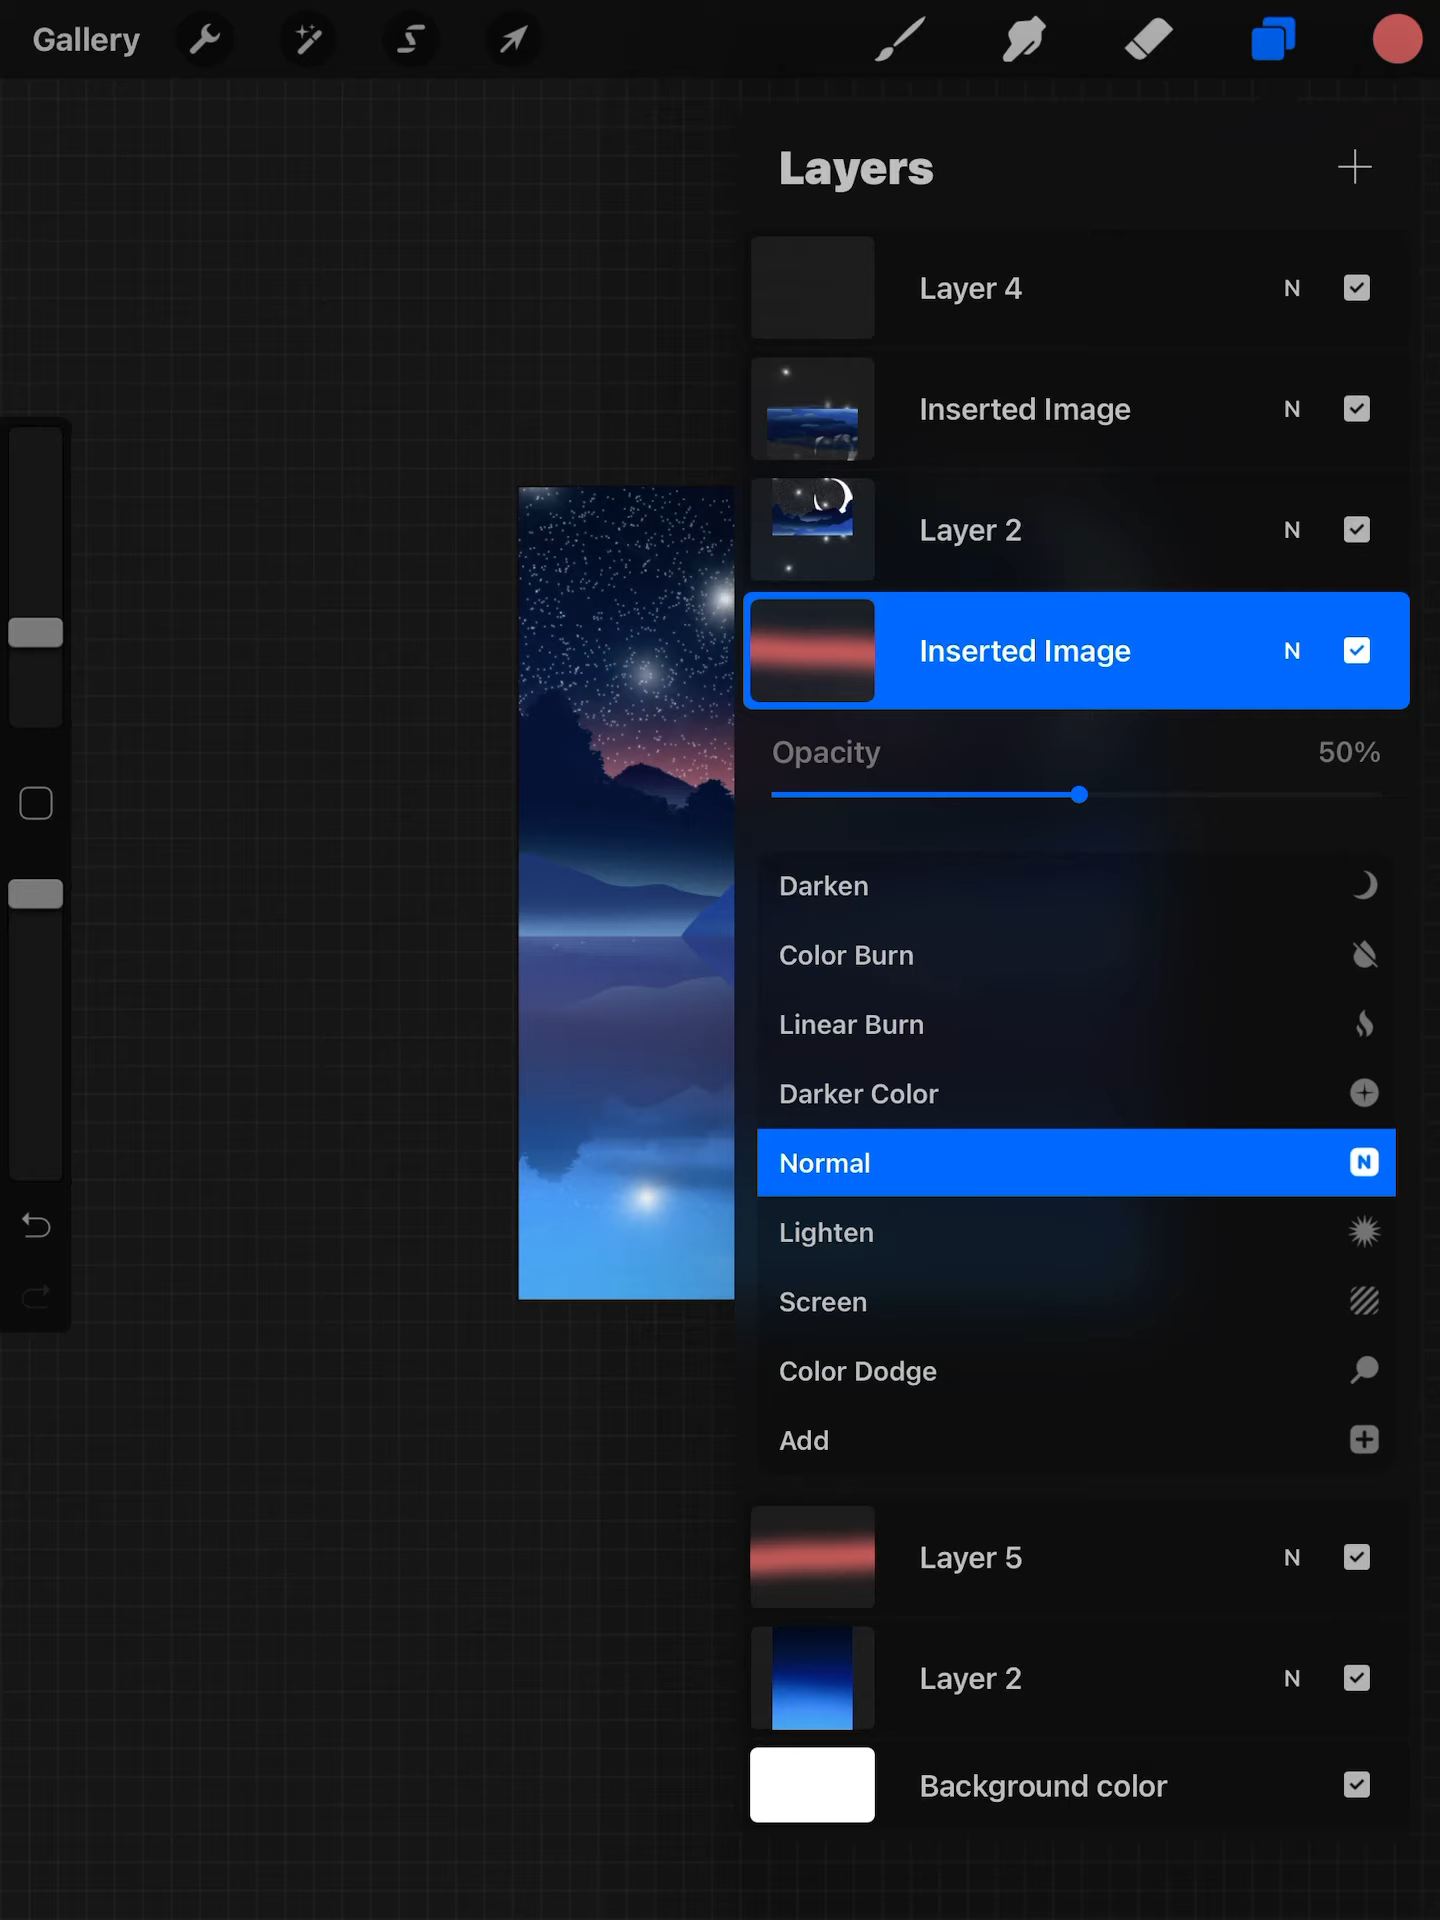 Gallery
Layers
Layer 4 N
Inserted Image N
Layer 2 N
Inserted Image N
Opacity 50%
Darken
Color Burn
Linear Burn
Darker Color
Normal N
Lighten
Screen
Color Dodge
Add
Layer 5 N
Layer 2 N
Background color